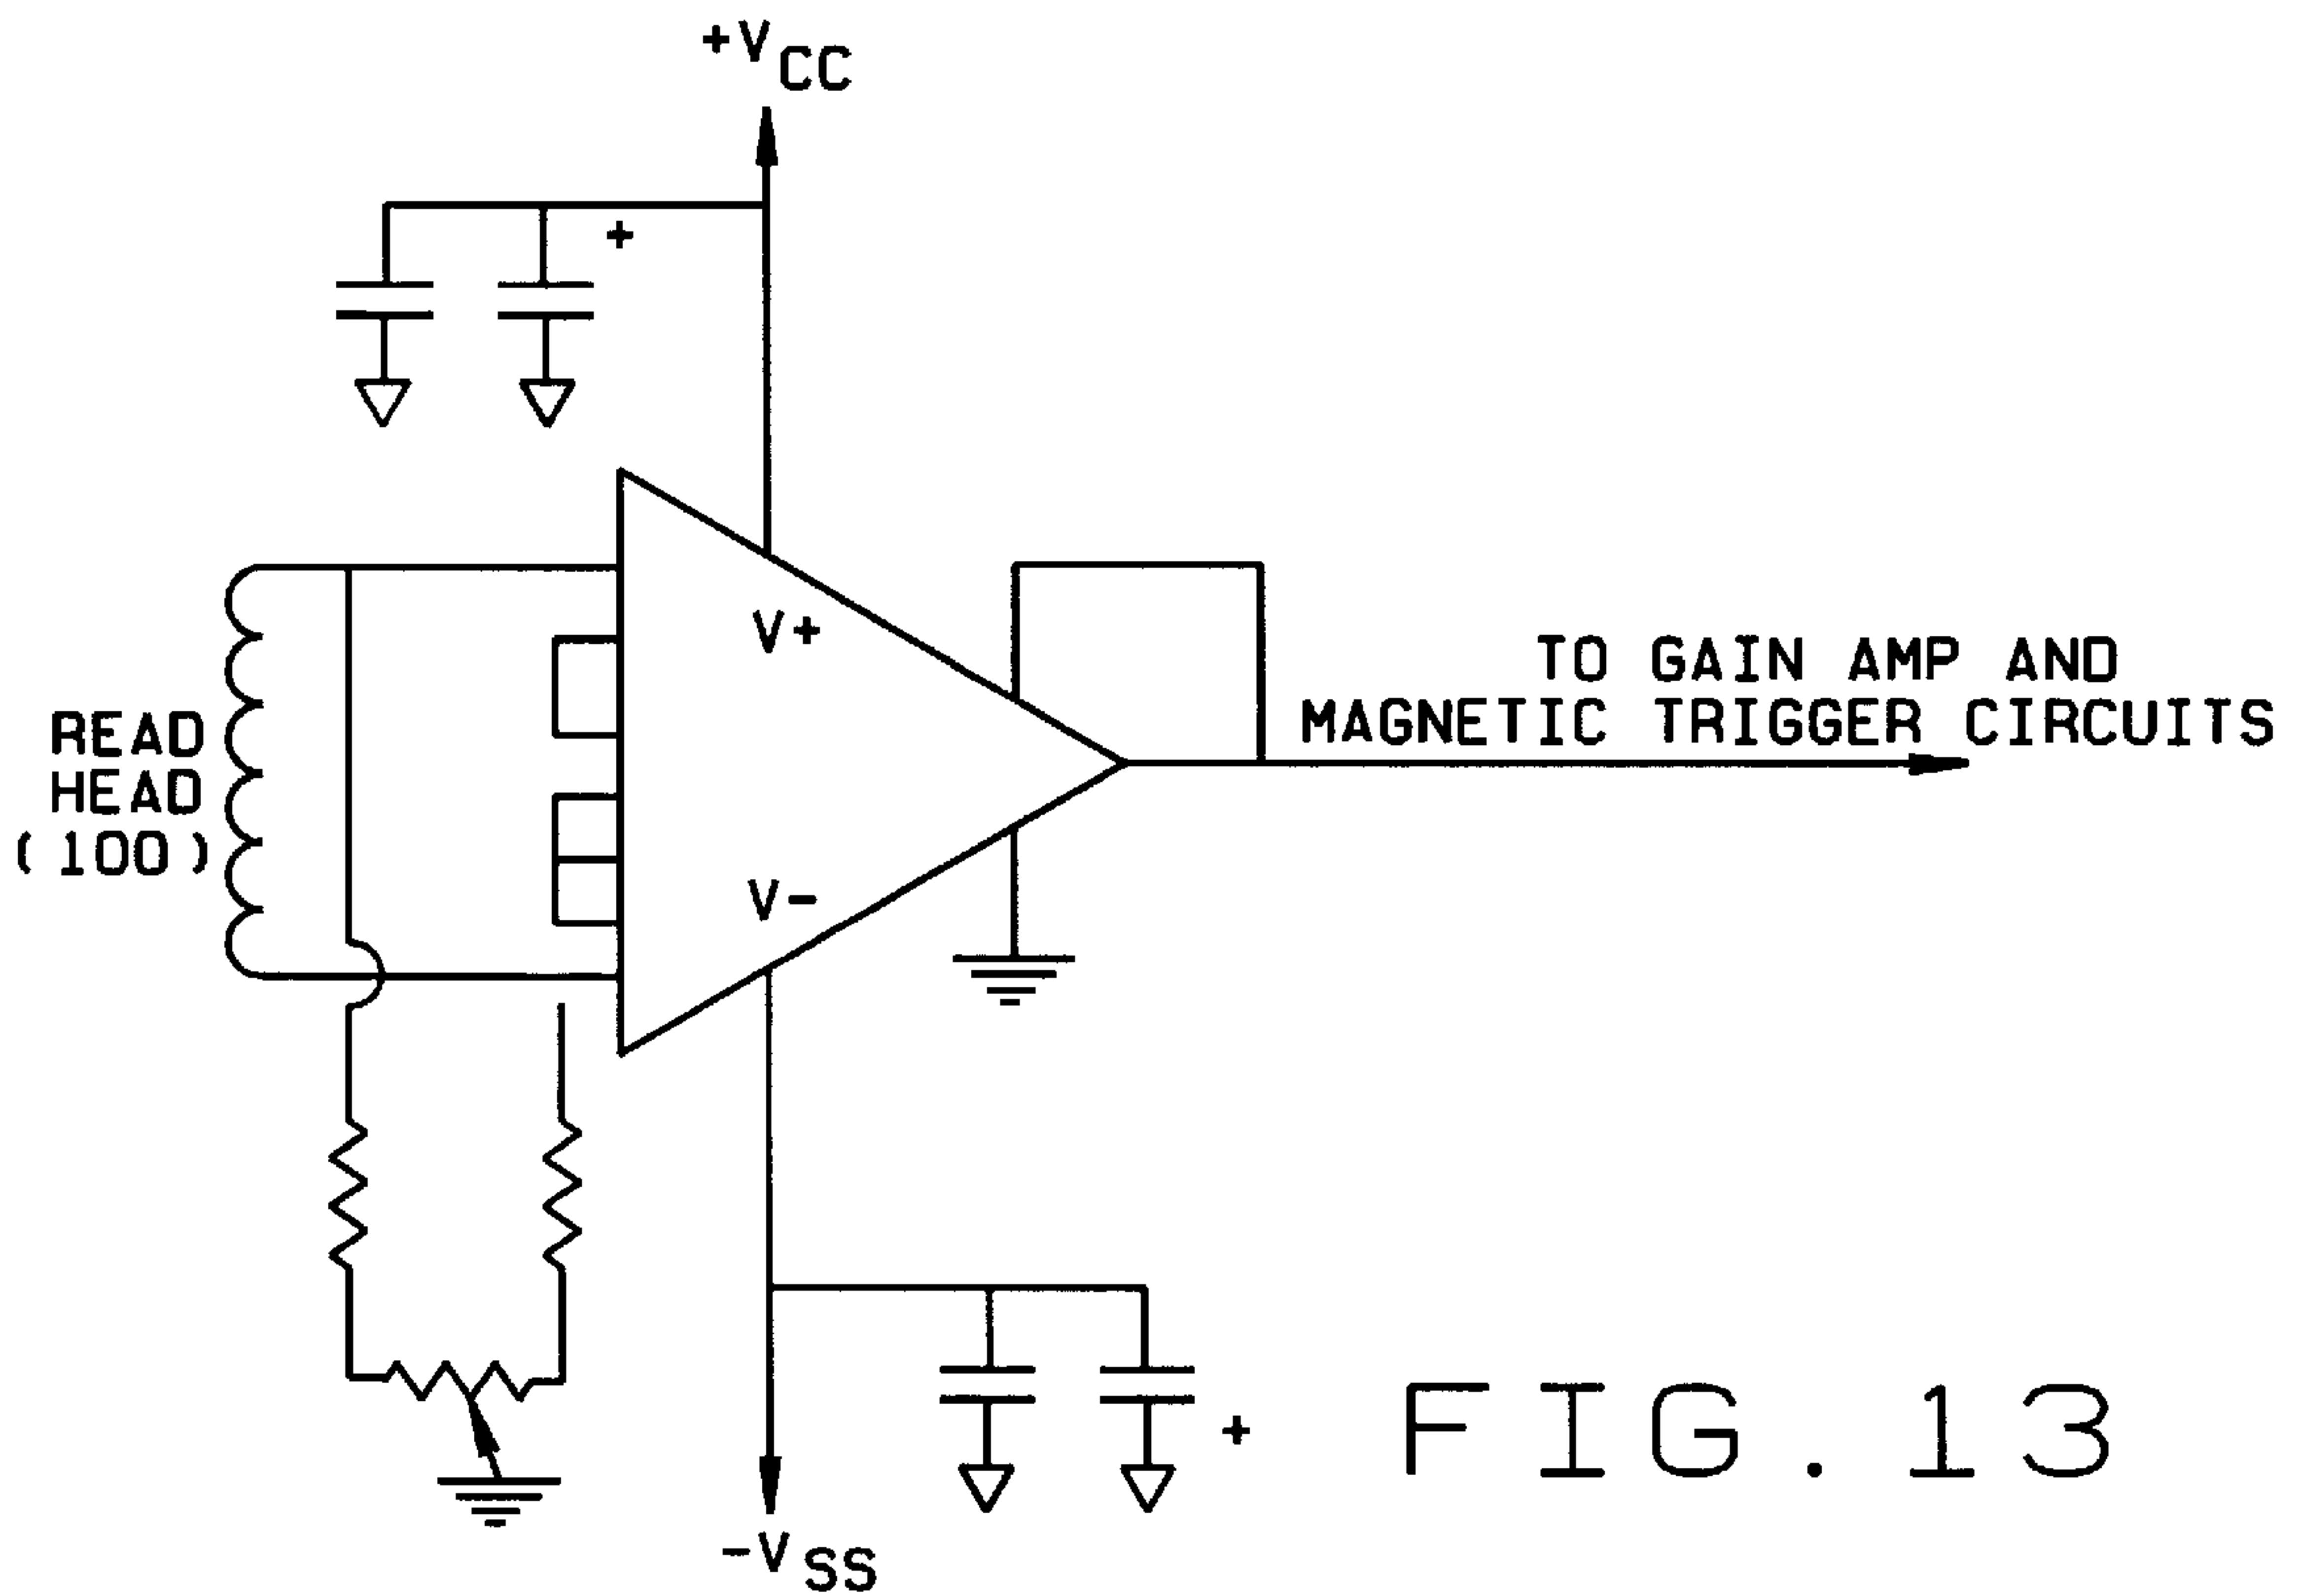 +VCC
+
V+
TO GAIN AMP AND
MAGNETIC TRIGGER CIRCUITS
READ
HEAD
(100)
V-
+
-VSS
FIG.13